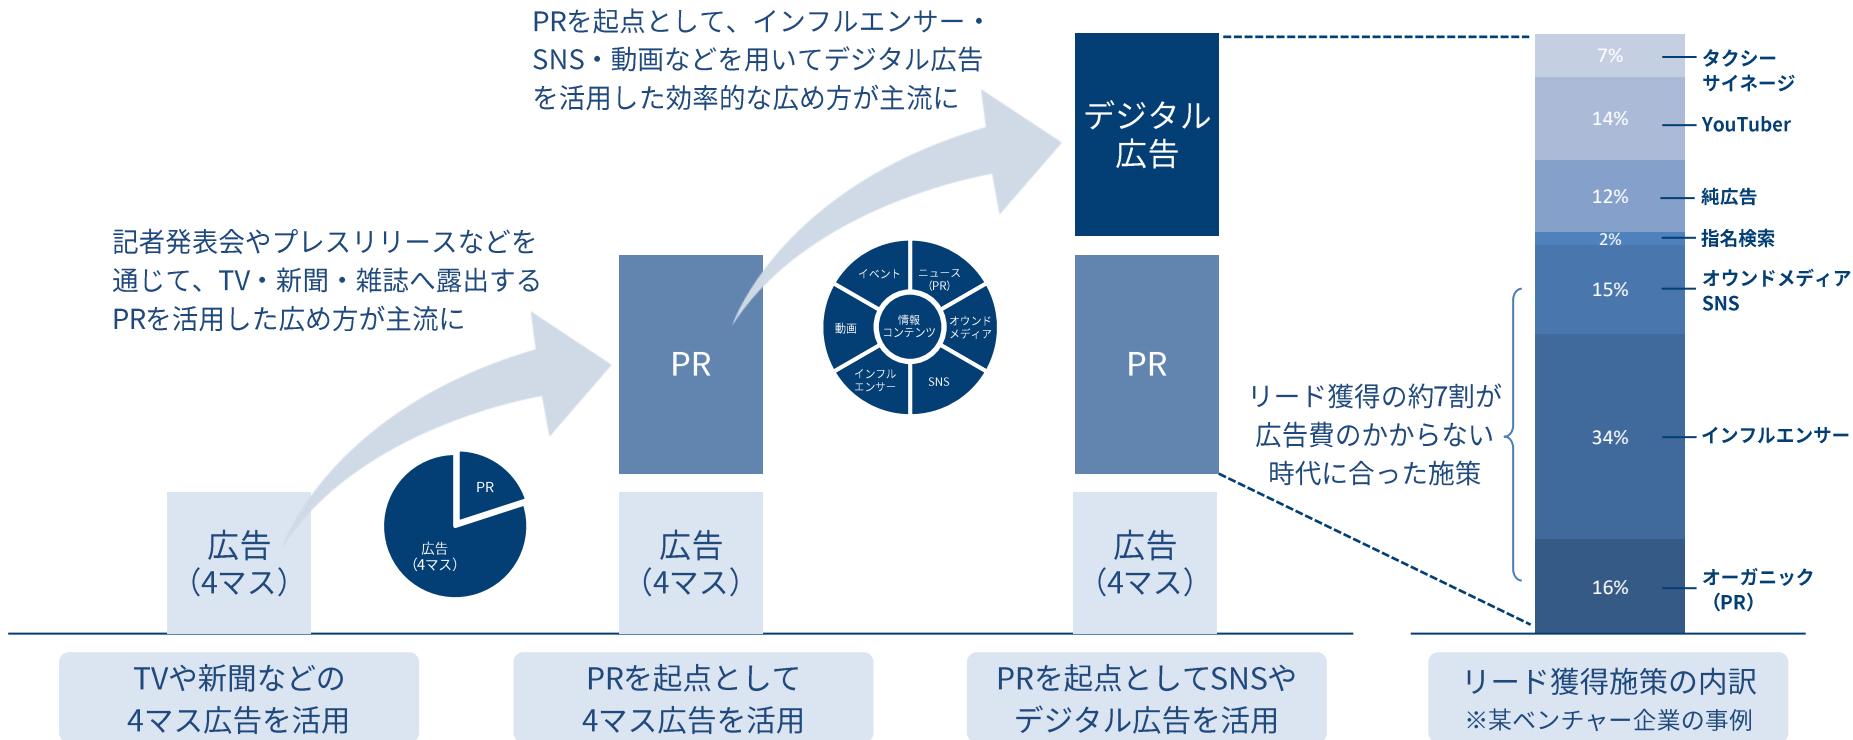 PRを起点として、インフルエンサー・
SNS・動画などを用いてデジタル広告
を活用した効率的な広め方が主流に
記者発表会やプレスリリースなどを
通じて、TV・新聞・雑誌へ露出する
PRを活用した広め方が主流に
広告
（4マス）
PR
広告
（4マス）
PR
広告
（4マス）
イベント
ニュース
（PR）
動画
情報
コンテンツ
オウンド
メディア
インフル
エンサー
SNS
デジタル
広告
PR
広告
（4マス）
リード獲得の約7割が
広告費のかからない
時代に合った施策
7%
タクシー
サイネージ
14%
YouTuber
12%
純広告
2%
指名検索
15%
オウンドメディア
SNS
34%
インフルエンサー
16%
オーガニック
（PR）
TVや新聞などの
4マス広告を活用
PRを起点として
4マス広告を活用
PRを起点としてSNSや
デジタル広告を活用
リード獲得施策の内訳
※某ベンチャー企業の事例